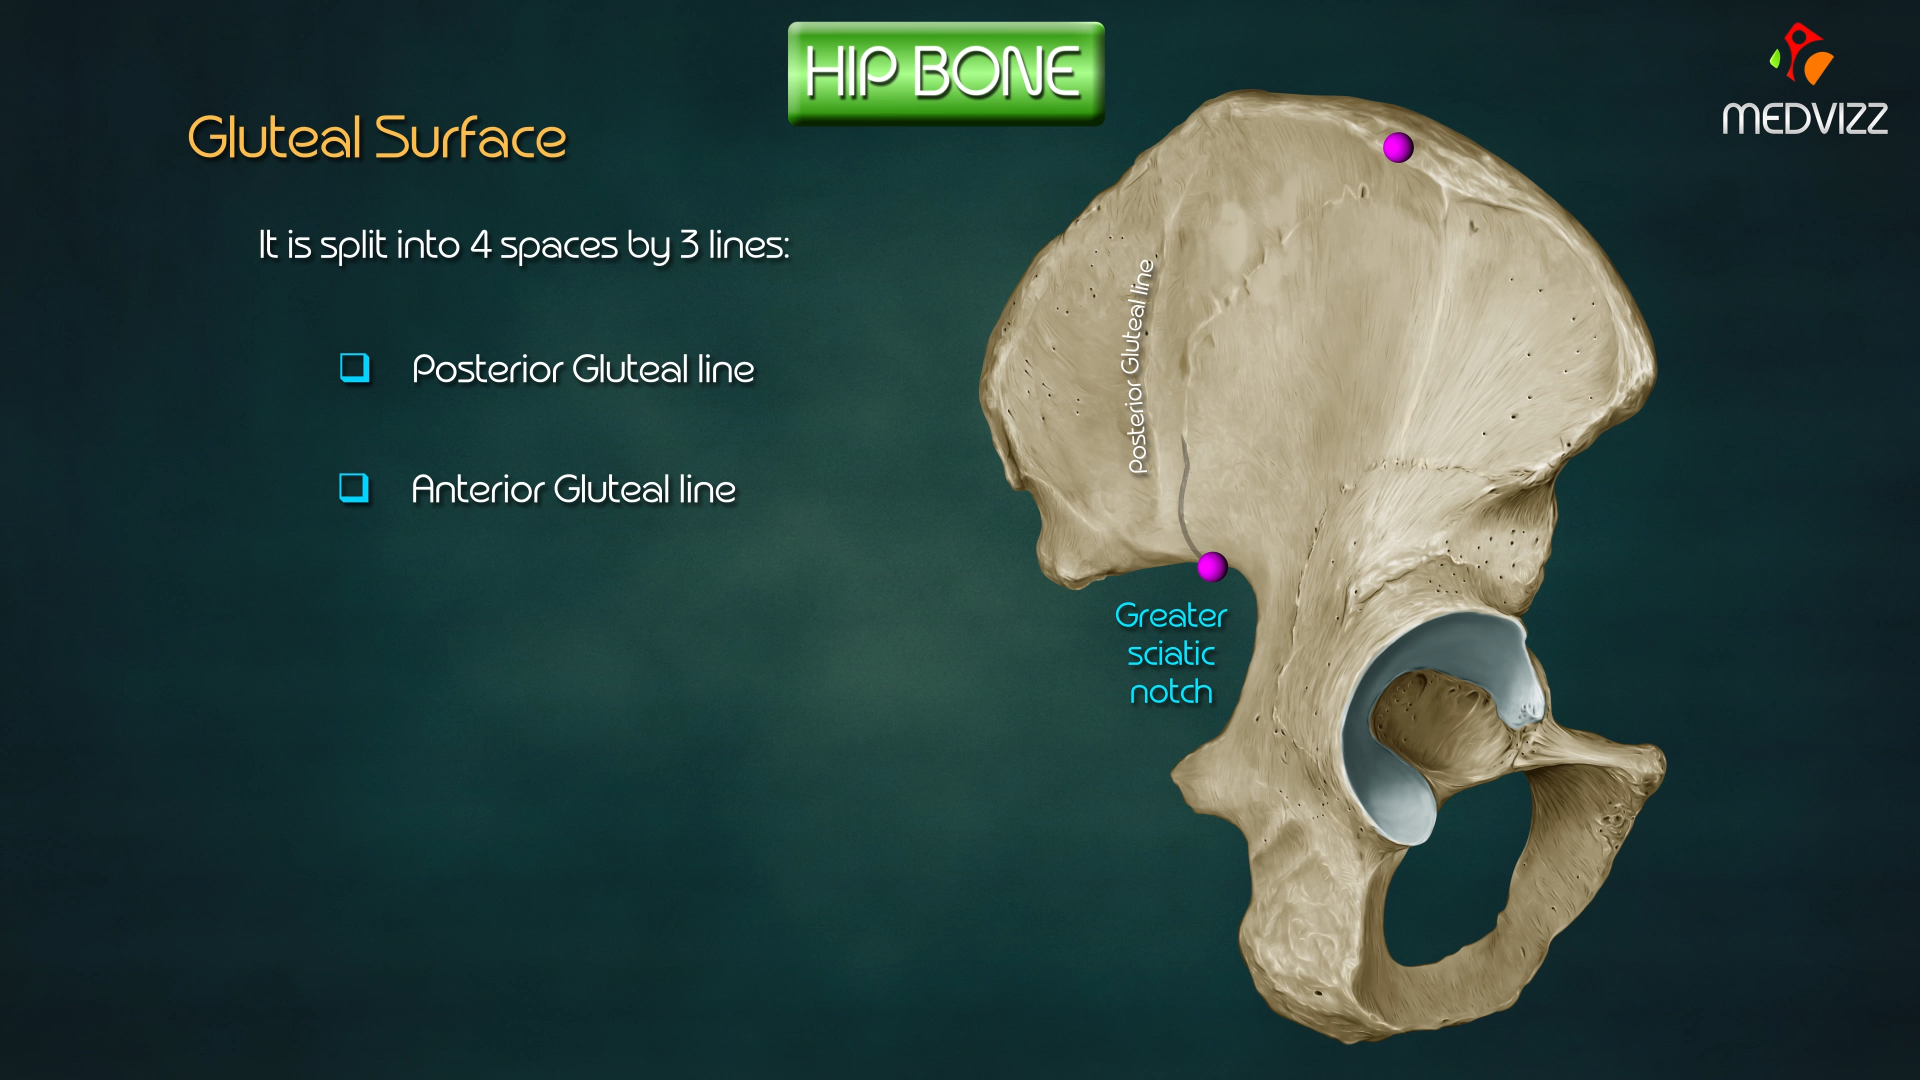 HIP BONE
MEDVIZZ
Gluteal Surface
It is split into 4 spaces by 3 lines:
Posterior Gluteal line
Anterior Gluteal line
Posterior Gluteal line
Greater
sciatic
notch